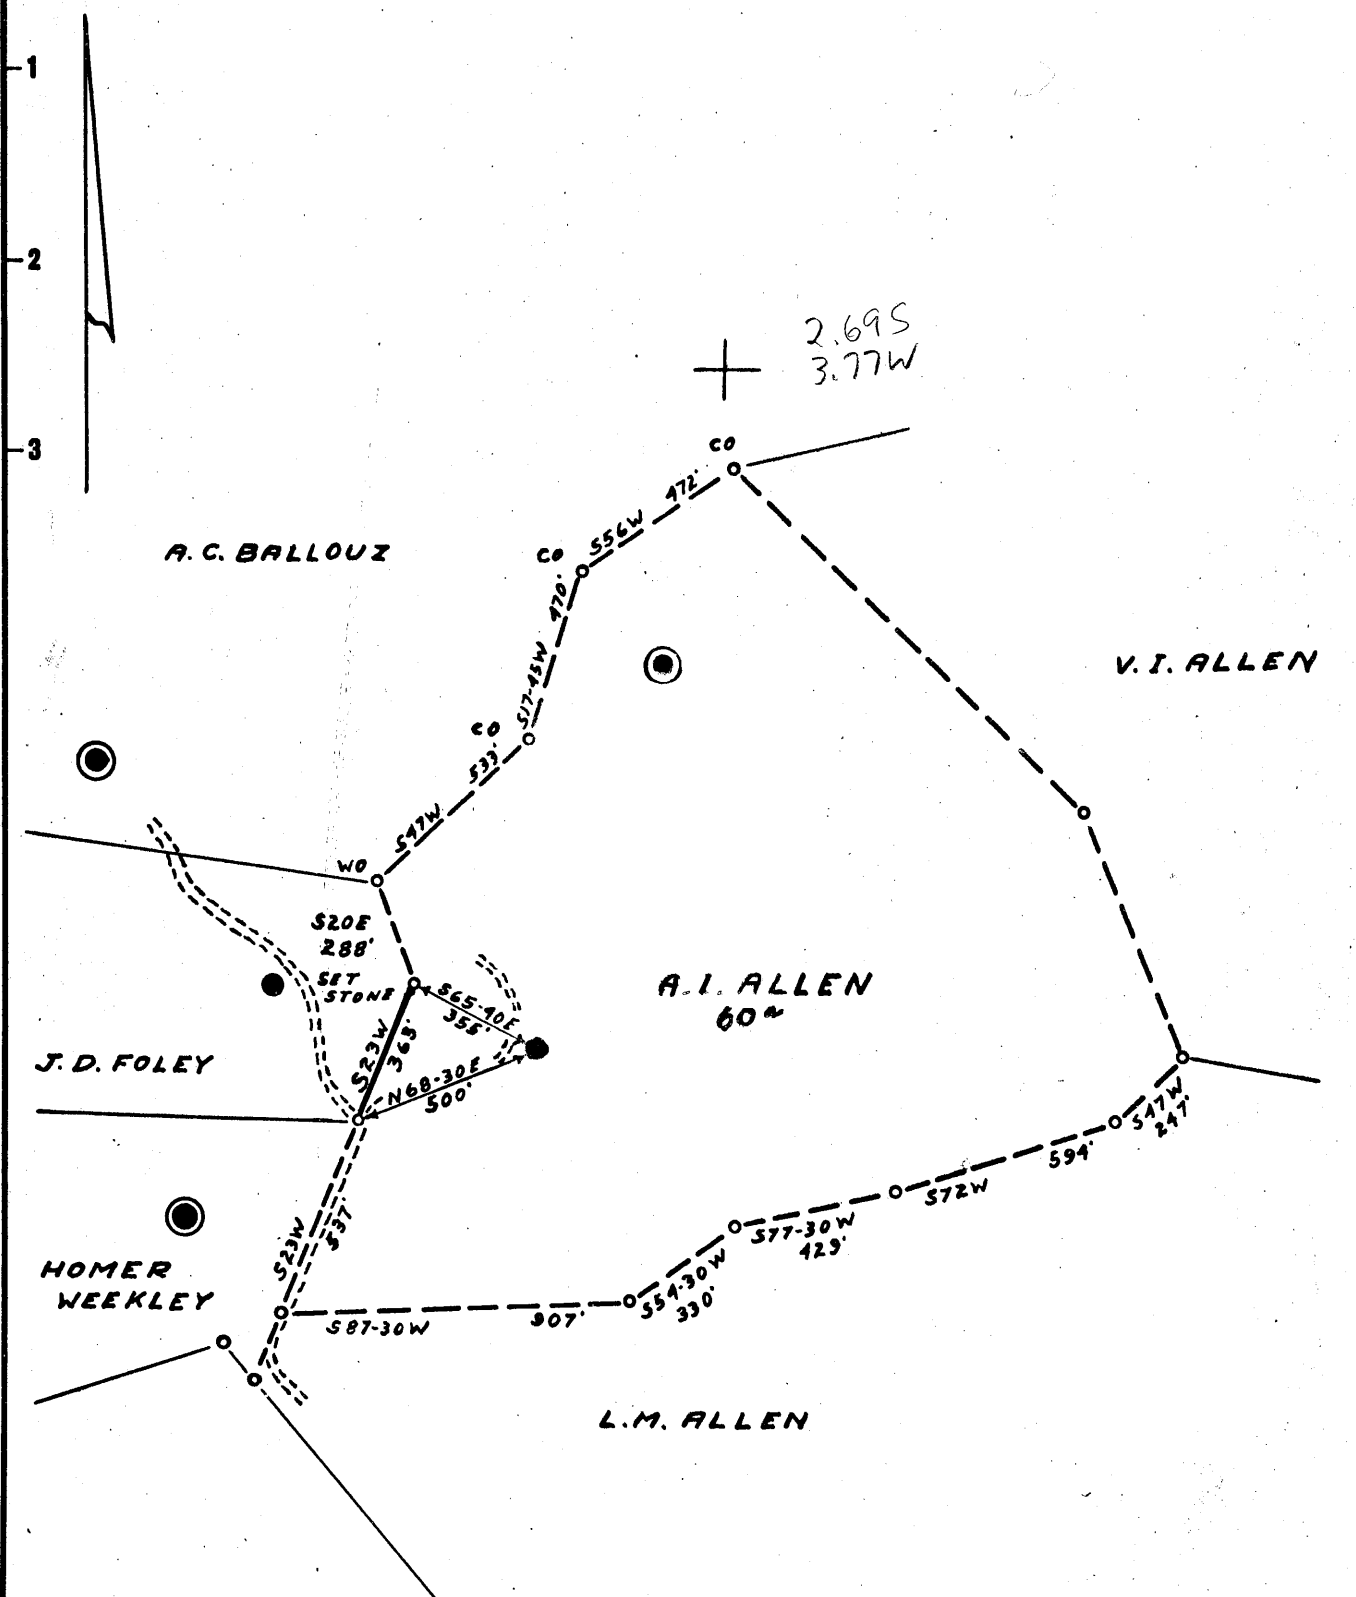 1
2
3
2.69S
3.77W
CO
472'
S56W
CO
470'
S17-45W
CO
533'
S47W
WO
A.C. BALLOUZ
V.I. ALLEN
S20E
288'
SET
STONE
S65-40E
355'
S23W
365'
N68-30E
500'
A.I. ALLEN
60a
J.D. FOLEY
S47W
247'
594'
S72W
S77-30W
429'
S54-30W
330'
907'
S87-30W
S23W
537'
HOMER
WEEKLEY
L.M. ALLEN